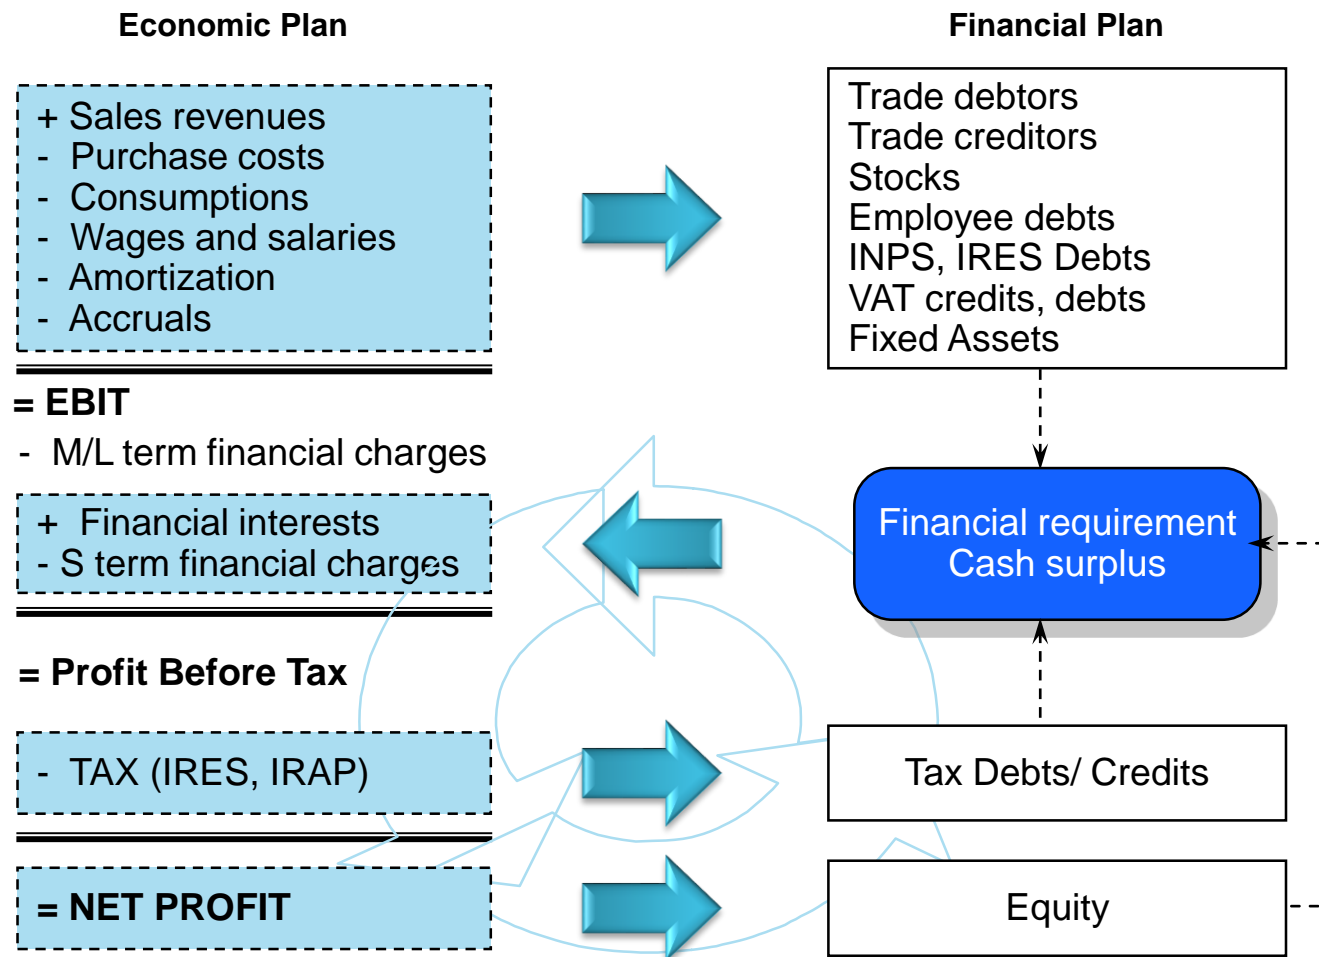 Economic Plan
Financial Plan
+ Sales revenues
- Purchase costs
- Consumptions
- Wages and salaries
- Amortization
- Accruals
Trade debtors
Trade creditors
Stocks
Employee debts
INPS, IRES Debts
VAT credits, debts
Fixed Assets
= EBIT
- M/L term financial charges
+ Financial interests
- S term financial charges
Financial requirement
Cash surplus
= Profit Before Tax
- TAX (IRES, IRAP)
Tax Debts/ Credits
= NET PROFIT
Equity